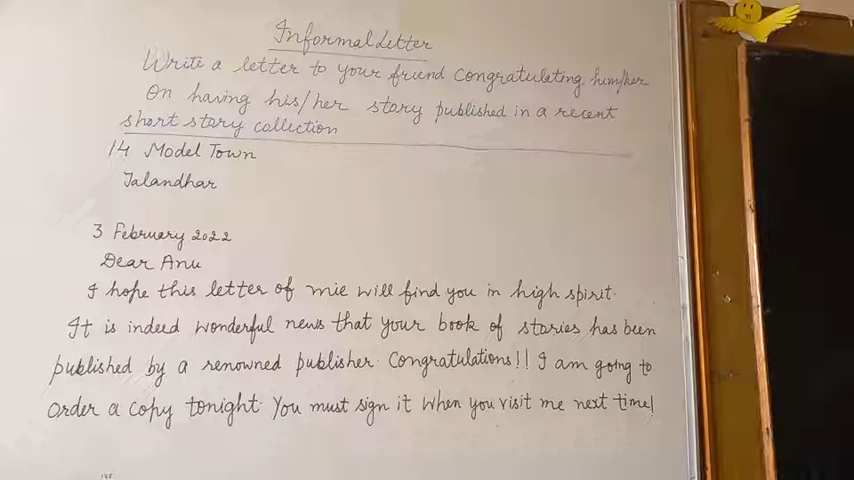 Informal Letter
Write a letter to your friend congratulating him/her
On having his/her story published in a recent
short story collection
14 Model Town
Jalandhar
3 February 2022
Dear Anu
I hope this letter of mie will find you in high spirit.
It is indeed wonderful news that your book of stories has been
published by a renowned publisher. Congratulations!! I am going to
order a copy tonight. You must sign it when you visit me next time!